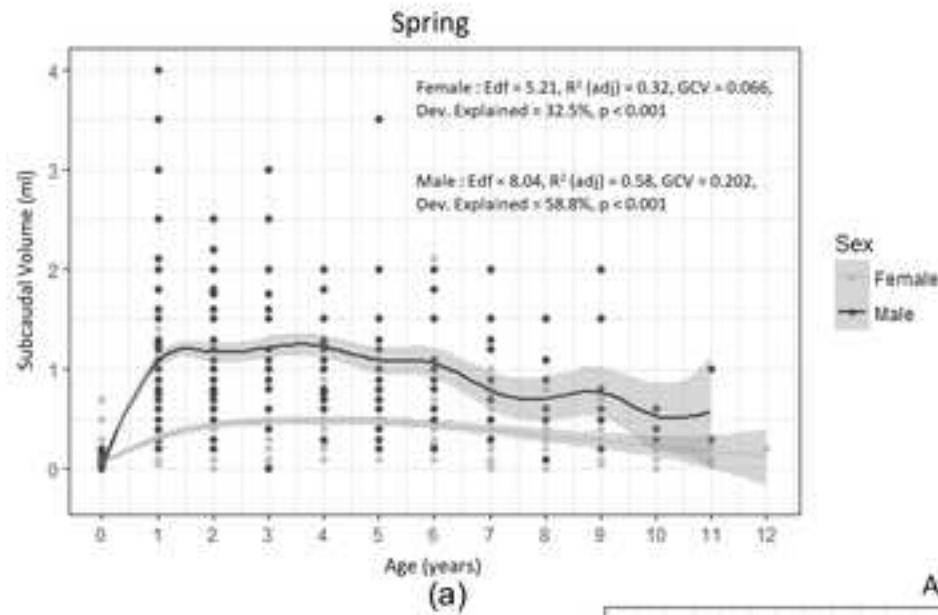 Spring
Female : Edf = 5.21, R² (adj) = 0.32, GCV = 0.066,
Dev. Explained = 32.5%, p < 0.001
Male : Edf = 8.04, R² (adj) = 0.58, GCV = 0.202,
Dev. Explained = 58.8%, p < 0.001
Subcaudal Volume (ml)
4
3
2
1
0
0 1 2 3 4 5 6 7 8 9 10 11 12
Age (years)
Sex
Female
Male
(a)
A